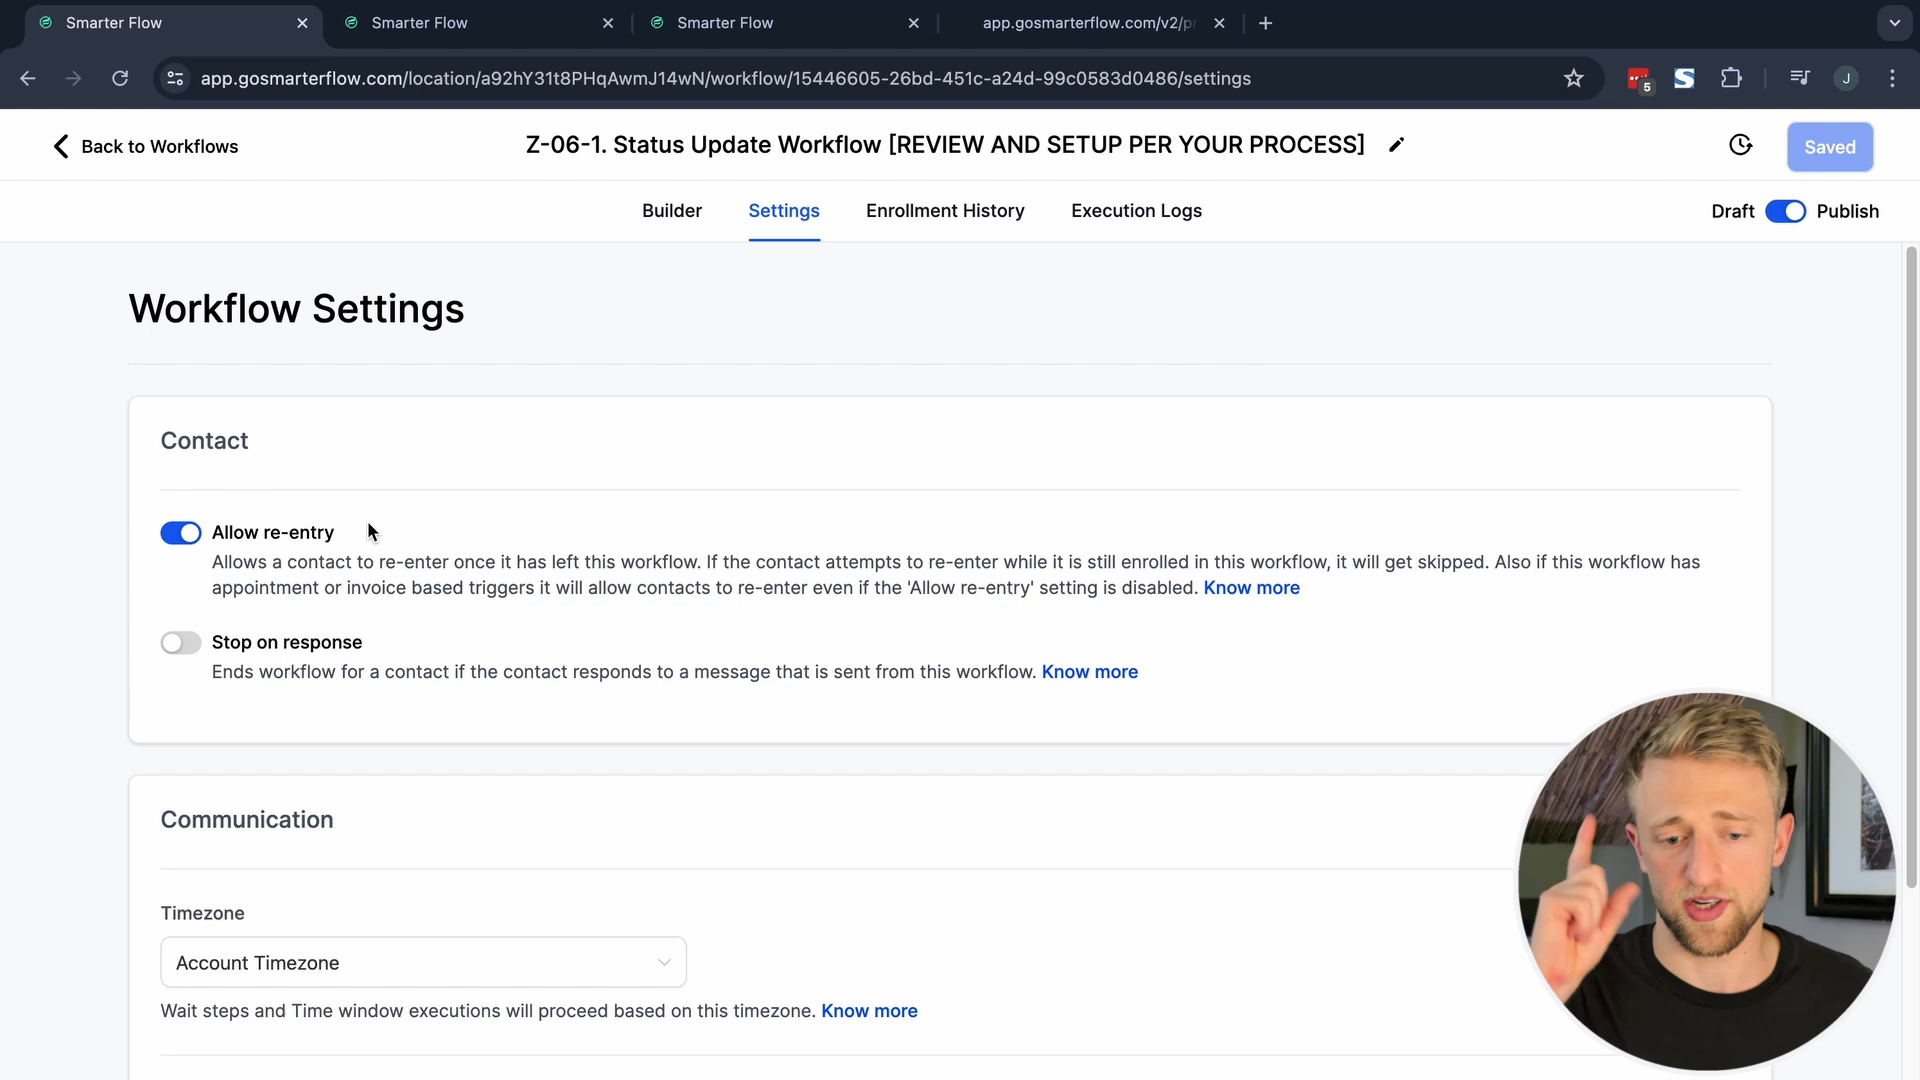 Smarter Flow
Smarter Flow
Smarter Flow
app.gosmarterflow.com/v2/pr
app.gosmarterflow.com/location/a92hY31t8PHqAwmJ14wN/workflow/15446605-26bd-451c-a24d-99c0583d0486/settings
5
J
Back to Workflows
Z-06-1. Status Update Workflow [REVIEW AND SETUP PER YOUR PROCESS]
Saved
Builder
Settings
Enrollment History
Execution Logs
Draft
Publish
Workflow Settings
Contact
Allow re-entry
Allows a contact to re-enter once it has left this workflow. If the contact attempts to re-enter while it is still enrolled in this workflow, it will get skipped. Also if this workflow has
appointment or invoice based triggers it will allow contacts to re-enter even if the 'Allow re-entry' setting is disabled. Know more
Stop on response
Ends workflow for a contact if the contact responds to a message that is sent from this workflow. Know more
Communication
Timezone
Account Timezone
Wait steps and Time window executions will proceed based on this timezone. Know more